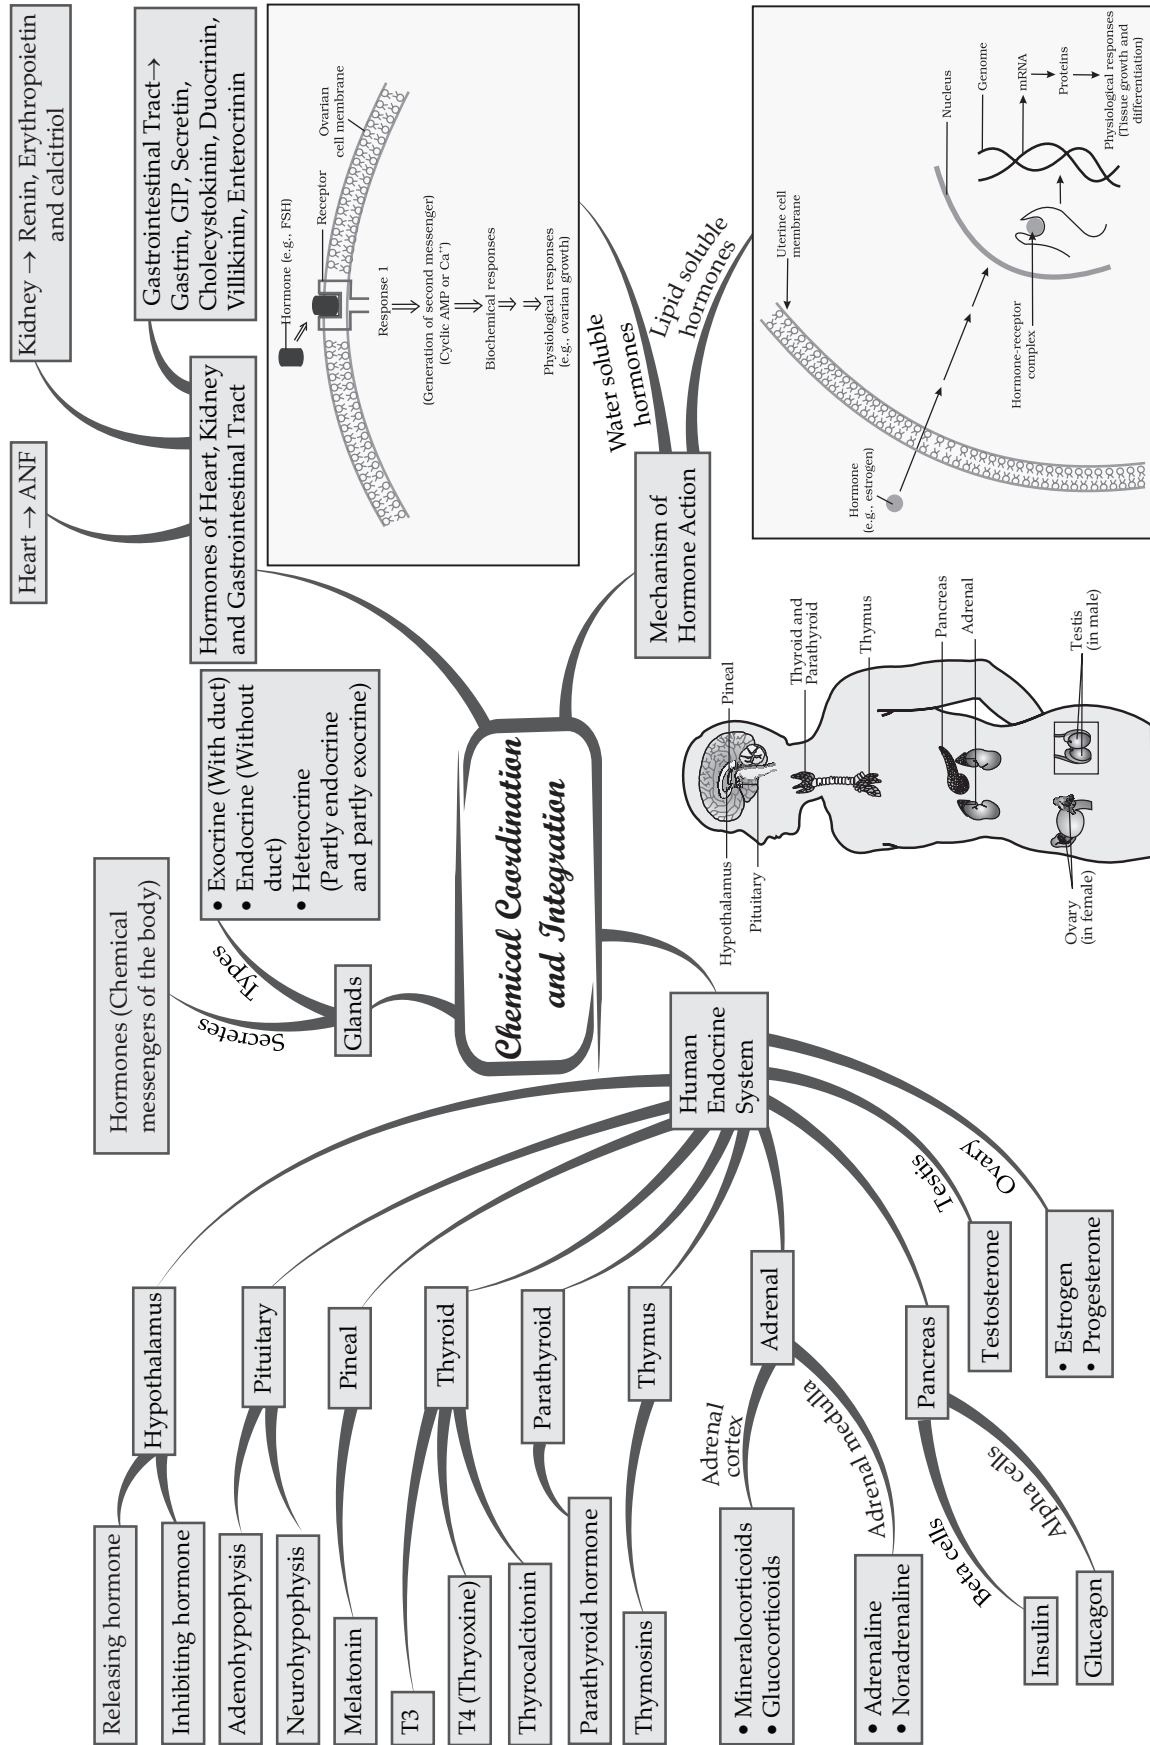 Chemical Coordination
and Integration
Glands
Secretes
Hormones (Chemical
messengers of the body)
Types
• Exocrine (With duct)
• Endocrine (Without
duct)
• Heterocrine
(Partly endocrine
and partly exocrine)
Hormones of Heart, Kidney
and Gastrointestinal Tract
Heart → ANF
Kidney → Renin, Erythropoietin
and calcitriol
Gastrointestinal Tract→
Gastrin, GIP, Secretin,
Cholecystokinin, Duocrinin,
Villikinin, Enterocrinin
Mechanism of
Hormone Action
Water soluble
hormones
Hormone (e.g., FSH)
Receptor
Ovarian
cell membrane
Response 1
(Generation of second messenger)
(Cyclic AMP or Ca⁺⁺)
Biochemical responses
Physiological responses
(e.g., ovarian growth)
Lipid soluble
hormones
Uterine cell
membrane
Nucleus
Genome
mRNA
Proteins
Physiological responses
(Tissue growth and
differentiation)
Hormone-receptor
complex
Hormone
(e.g., estrogen)
Human
Endocrine
System
Hypothalamus
Releasing hormone
Inhibiting hormone
Pituitary
Adenohypophysis
Neurohypophysis
Pineal
Melatonin
Thyroid
T3
T4 (Thryoxine)
Thyrocalcitonin
Parathyroid
Parathyroid hormone
Thymus
Thymosins
Adrenal
Adrenal
cortex
• Mineralocorticoids
• Glucocorticoids
Adrenal medulla
• Adrenaline
• Noradrenaline
Pancreas
Beta cells
Insulin
Alpha cells
Glucagon
Testis
Testosterone
Ovary
• Estrogen
• Progesterone
Hypothalamus
Pituitary
Pineal
Thyroid and
Parathyroid
Thymus
Pancreas
Adrenal
Testis
(in male)
Ovary
(in female)